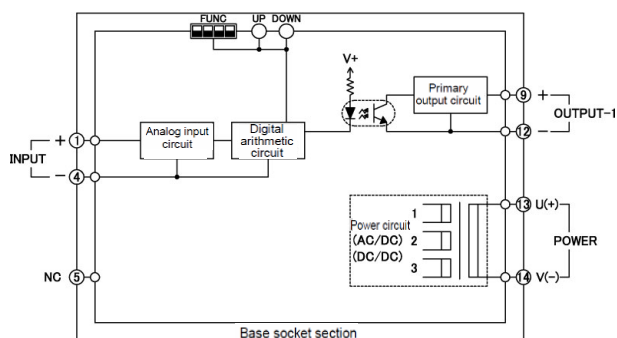 FUNC UP DOWN
V+
Primary
output circuit
9 +
OUTPUT-1
12 −
Analog input
circuit
Digital
arithmetic
circuit
+ 1
INPUT
− 4
1
Power circuit
(AC/DC) 2
(DC/DC)
3
13 U(+)
POWER
14 V(-)
NC 5
Base socket section